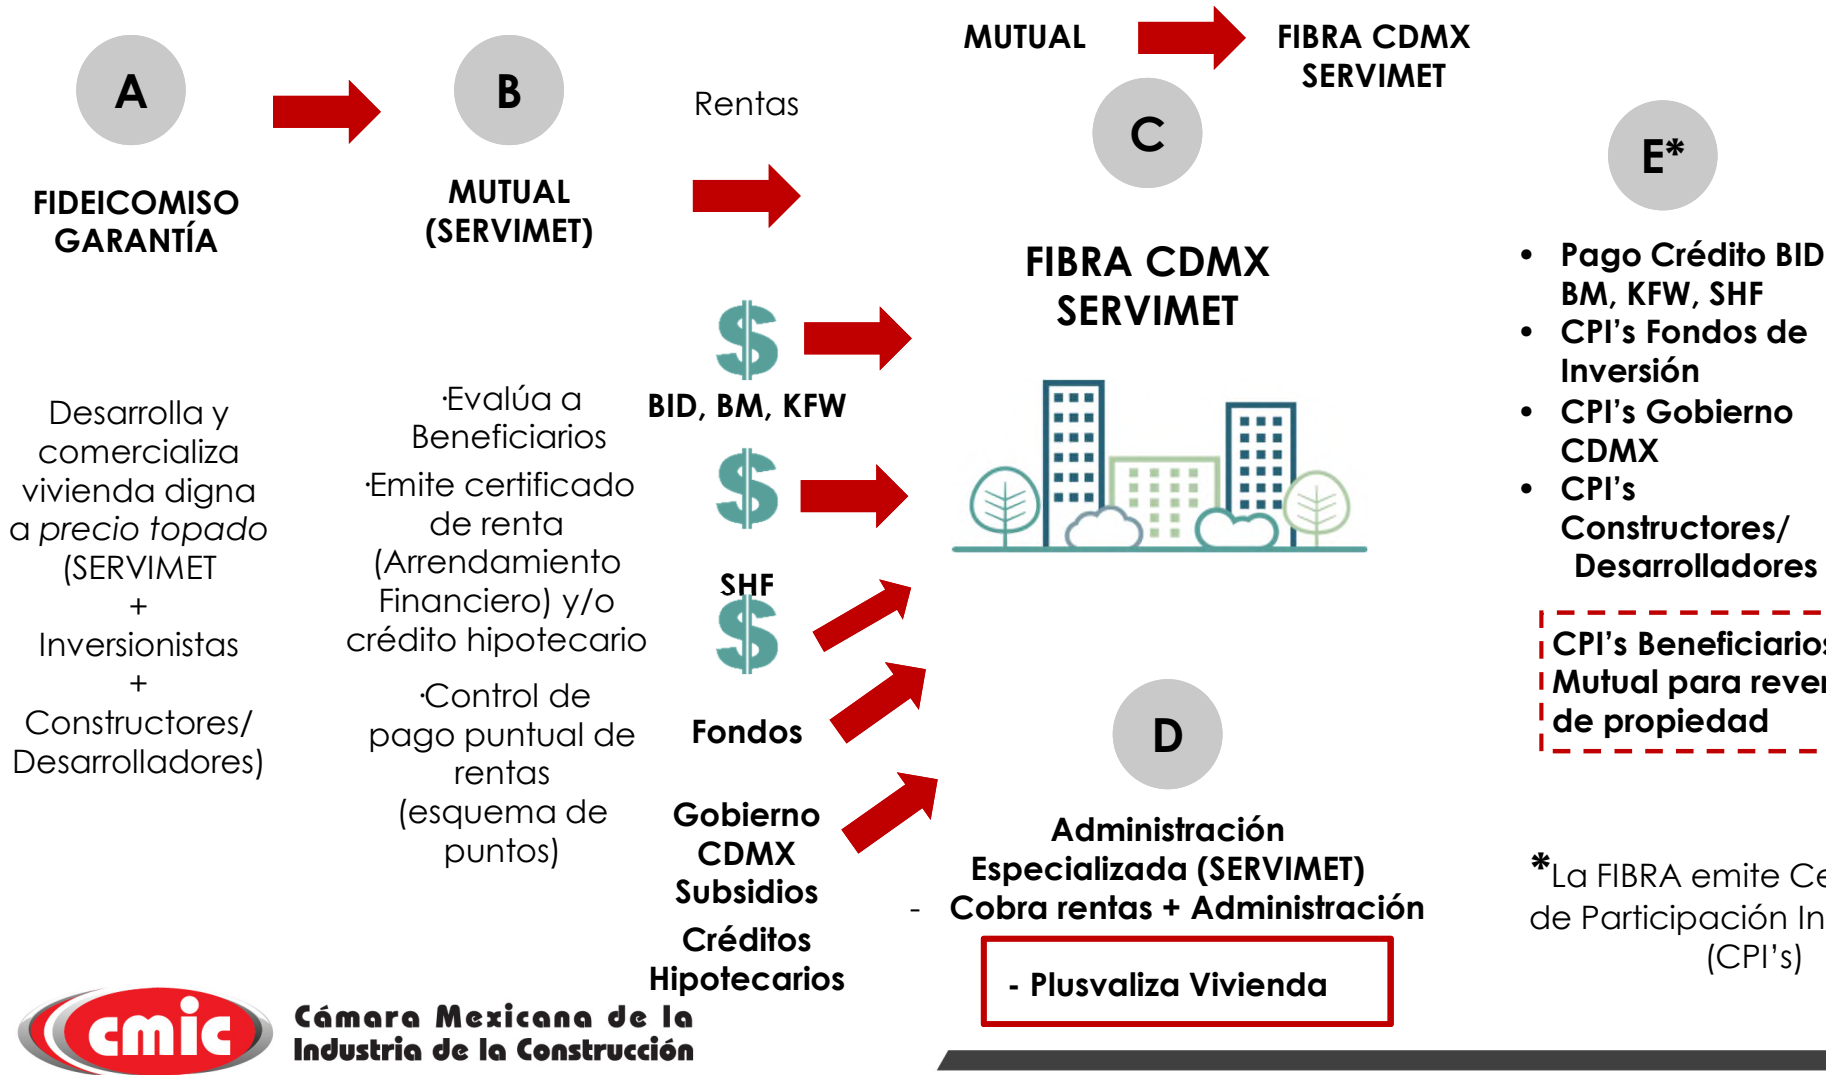 A
FIDEICOMISO
GARANTÍA
Desarrolla y
comercializa
vivienda digna
a precio topado
(SERVIMET
+
Inversionistas
+
Constructores/
Desarrolladores)
B
MUTUAL
(SERVIMET)
·Evalúa a
Beneficiarios
·Emite certificado
de renta
(Arrendamiento
Financiero) y/o
crédito hipotecario
·Control de
pago puntual de
rentas
(esquema de
puntos)
Rentas
$
BID, BM, KFW
$
SHF
$
Fondos
Gobierno
CDMX
Subsidios
Créditos
Hipotecarios
MUTUAL
FIBRA CDMX
SERVIMET
C
FIBRA CDMX
SERVIMET
D
Administración
Especializada (SERVIMET)
- Cobra rentas + Administración
- Plusvaliza Vivienda
E*
• Pago Crédito BID
BM, KFW, SHF
• CPI’s Fondos de
Inversión
• CPI’s Gobierno
CDMX
• CPI’s
Constructores/
Desarrolladores
CPI’s Beneficiarios
Mutual para
de propiedad
*La FIBRA emite
de Participación
(CPI’s)
cmic
Cámara Mexicana de la
Industria de la Construcción